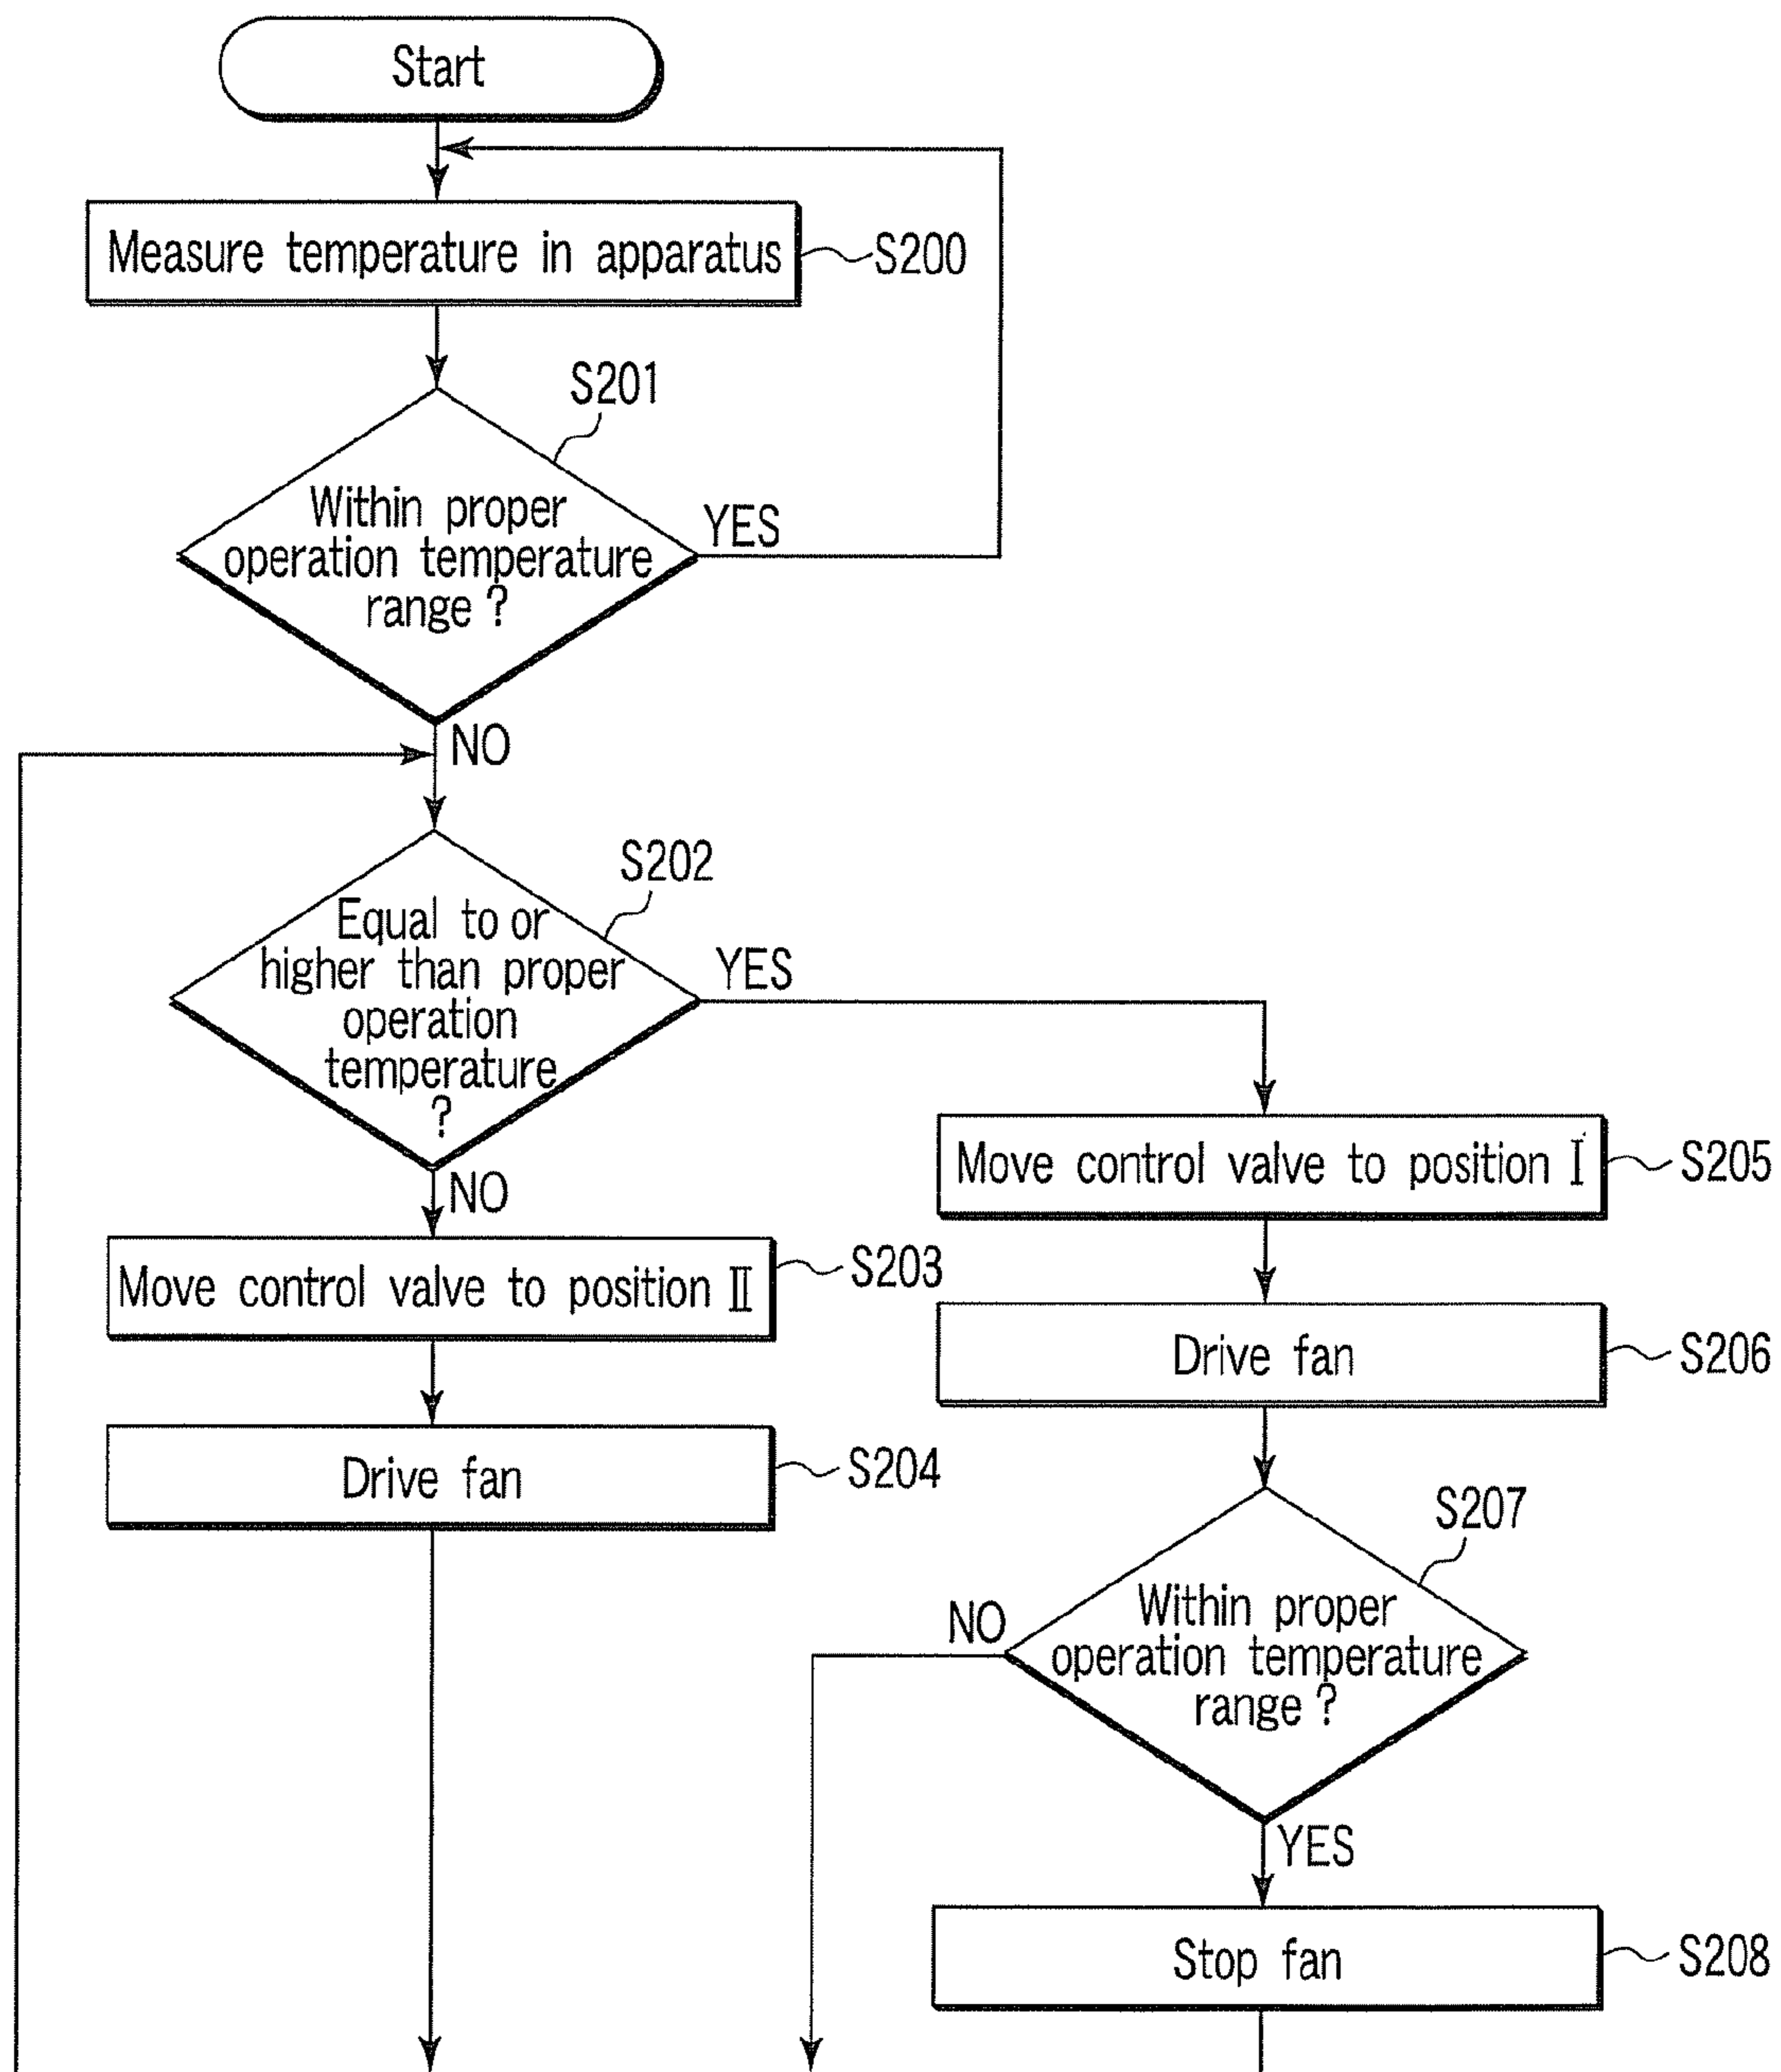 Start
Measure temperature in apparatus
S200
S201
Within proper
operation temperature
range ?
YES
NO
S202
Equal to or
higher than proper
operation
temperature
?
YES
NO
Move control valve to position II
S203
Drive fan
S204
Move control valve to position I
S205
Drive fan
S206
S207
Within proper
operation temperature
range ?
NO
YES
Stop fan
S208